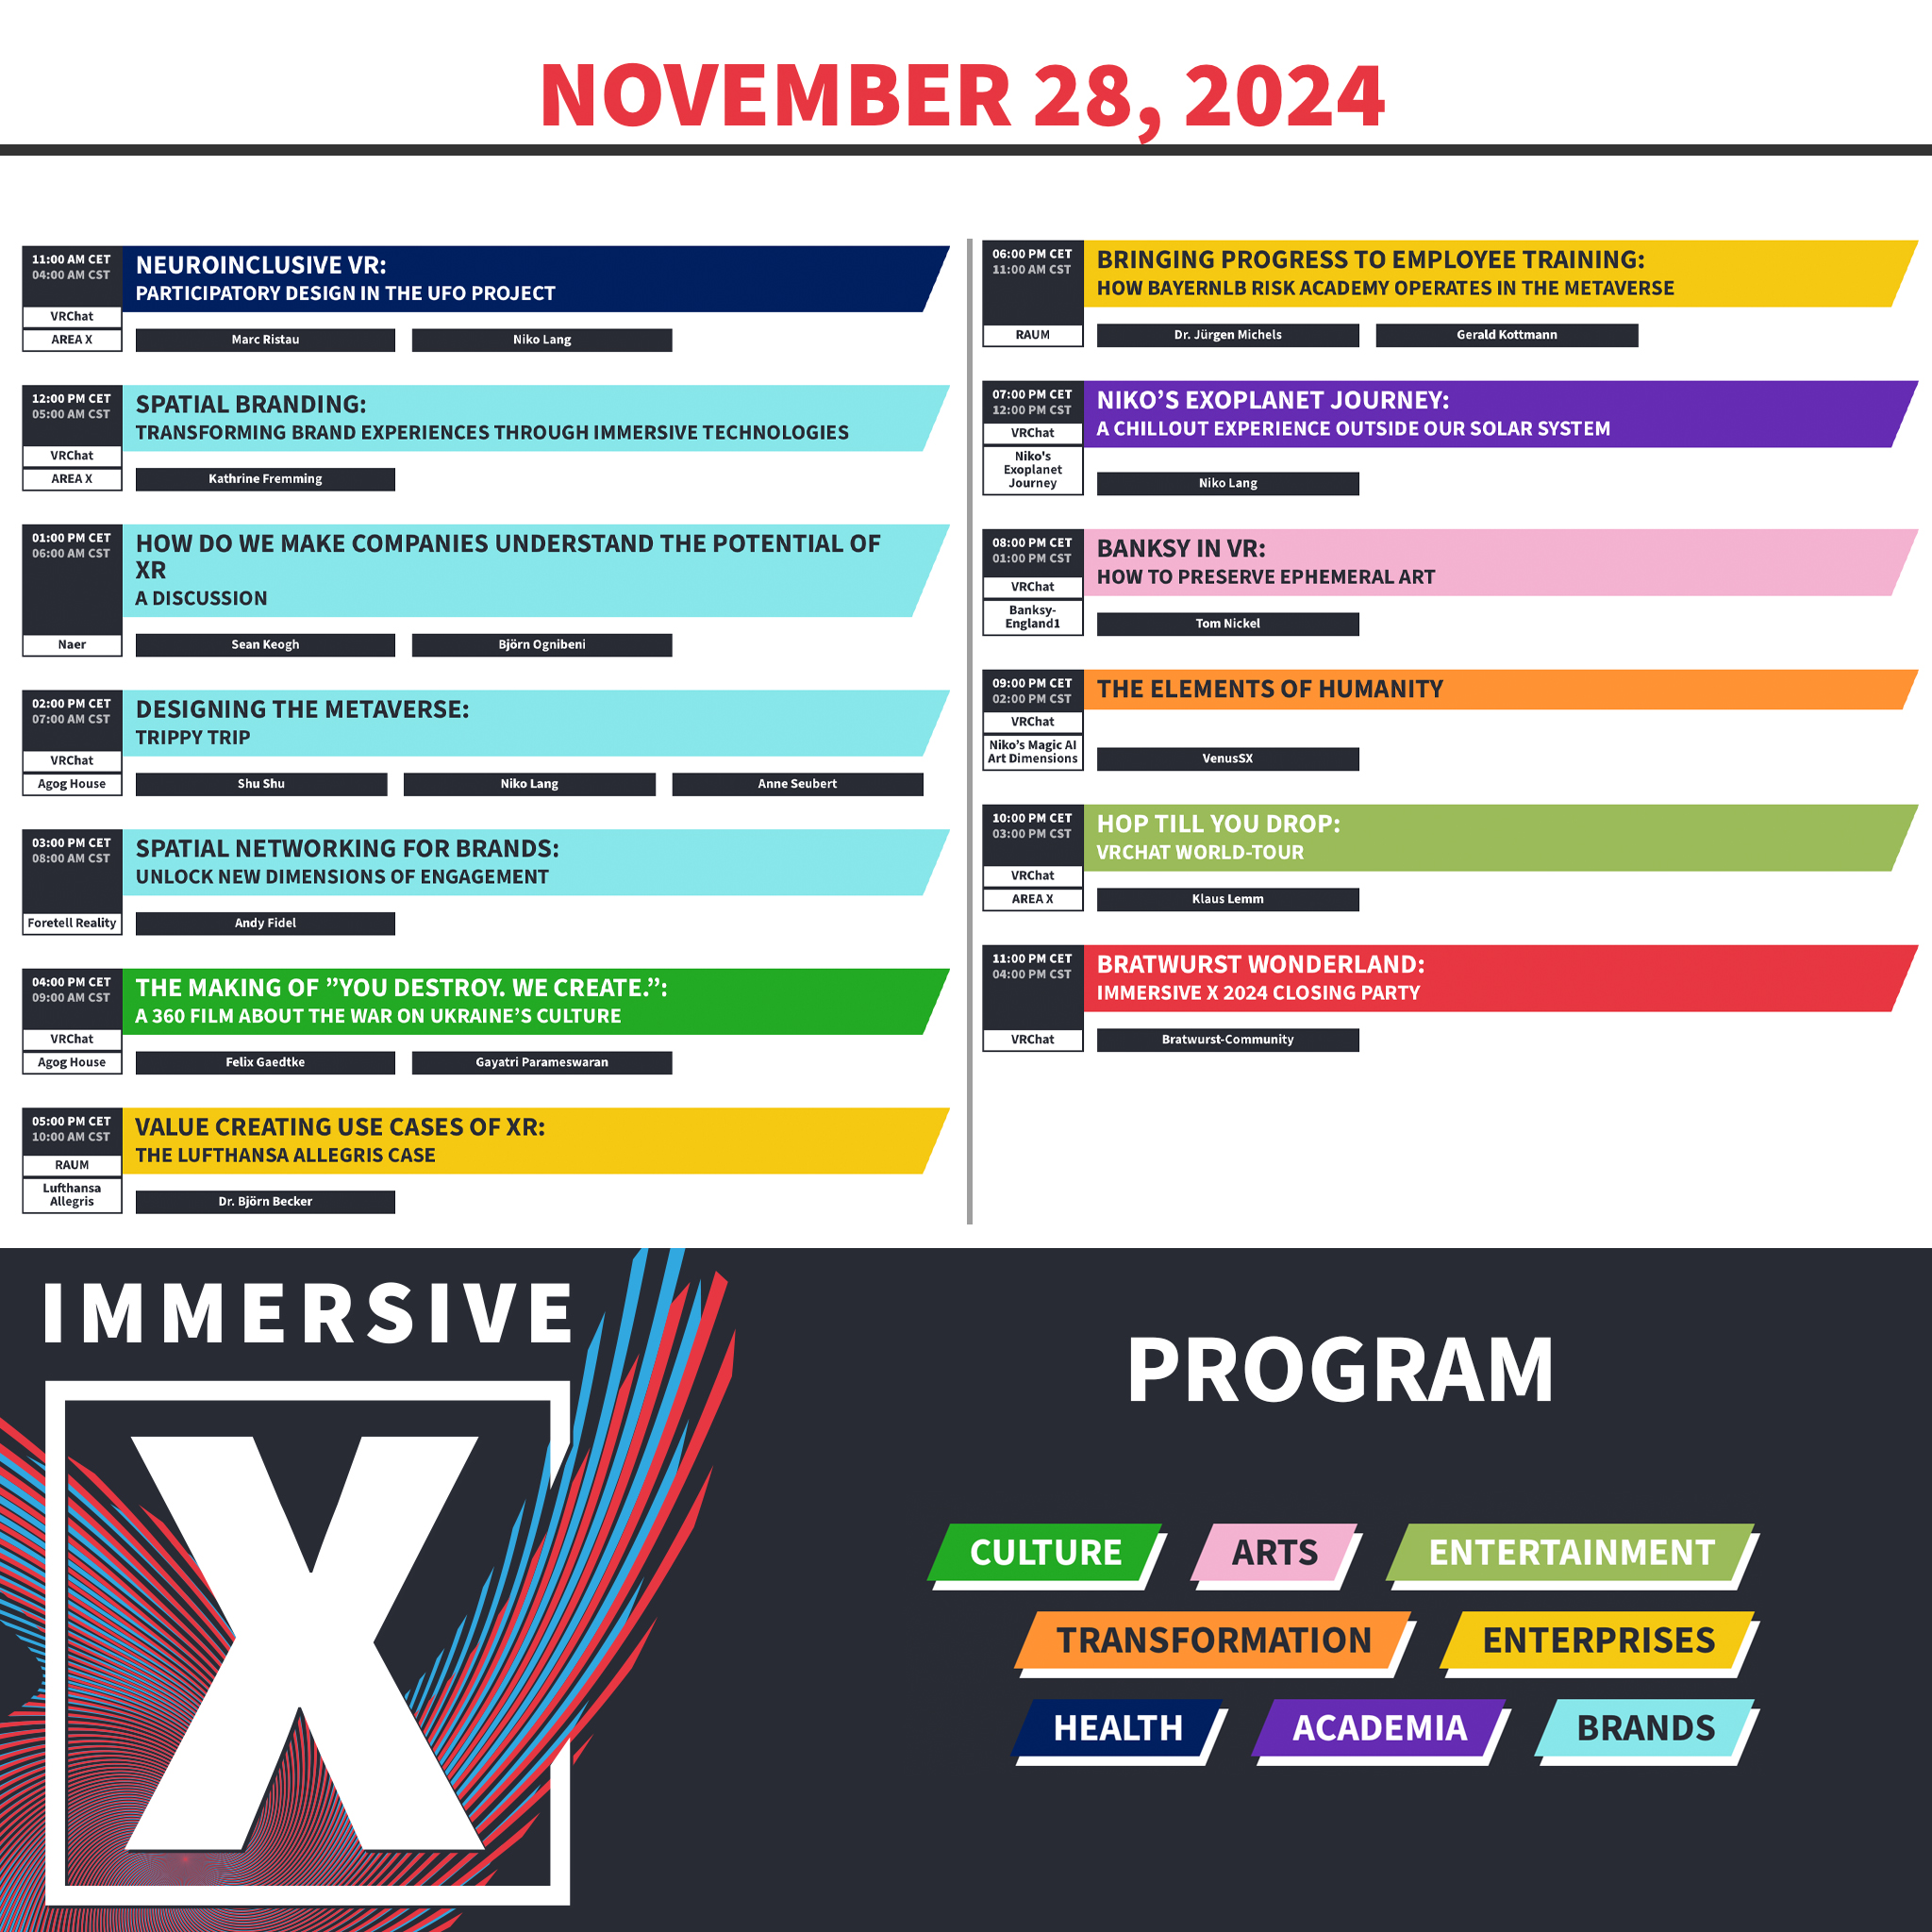 NOVEMBER 28, 2024
11:00 AM CET
04:00 AM CST
VRChat
AREA X
NEUROINCLUSIVE VR:
PARTICIPATORY DESIGN IN THE UFO PROJECT
Marc Ristau
Niko Lang
12:00 PM CET
05:00 AM CST
VRChat
AREA X
SPATIAL BRANDING:
TRANSFORMING BRAND EXPERIENCES THROUGH IMMERSIVE TECHNOLOGIES
Kathrine Fremming
01:00 PM CET
06:00 AM CST
Naer
HOW DO WE MAKE COMPANIES UNDERSTAND THE POTENTIAL OF
XR
A DISCUSSION
Sean Keogh
Björn Ognibeni
02:00 PM CET
07:00 AM CST
VRChat
Agog House
DESIGNING THE METAVERSE:
TRIPPY TRIP
Shu Shu
Niko Lang
Anne Seubert
03:00 PM CET
08:00 AM CST
Foretell Reality
SPATIAL NETWORKING FOR BRANDS:
UNLOCK NEW DIMENSIONS OF ENGAGEMENT
Andy Fidel
04:00 PM CET
09:00 AM CST
VRChat
Agog House
THE MAKING OF ”YOU DESTROY. WE CREATE.”:
A 360 FILM ABOUT THE WAR ON UKRAINE’S CULTURE
Felix Gaedtke
Gayatri Parameswaran
05:00 PM CET
10:00 AM CST
RAUM
Lufthansa
Allegris
VALUE CREATING USE CASES OF XR:
THE LUFTHANSA ALLEGRIS CASE
Dr. Björn Becker
06:00 PM CET
11:00 AM CST
RAUM
BRINGING PROGRESS TO EMPLOYEE TRAINING:
HOW BAYERNLB RISK ACADEMY OPERATES IN THE METAVERSE
Dr. Jürgen Michels
Gerald Kottmann
07:00 PM CET
12:00 PM CST
VRChat
Niko's
Exoplanet
Journey
NIKO’S EXOPLANET JOURNEY:
A CHILLOUT EXPERIENCE OUTSIDE OUR SOLAR SYSTEM
Niko Lang
08:00 PM CET
01:00 PM CST
VRChat
Banksy-
England1
BANKSY IN VR:
HOW TO PRESERVE EPHEMERAL ART
Tom Nickel
09:00 PM CET
02:00 PM CST
VRChat
Niko’s Magic AI
Art Dimensions
THE ELEMENTS OF HUMANITY
VenusSX
10:00 PM CET
03:00 PM CST
VRChat
AREA X
HOP TILL YOU DROP:
VRCHAT WORLD-TOUR
Klaus Lemm
11:00 PM CET
04:00 PM CST
VRChat
BRATWURST WONDERLAND:
IMMERSIVE X 2024 CLOSING PARTY
Bratwurst-Community
IMMERSIVE
X
PROGRAM
CULTURE
ARTS
ENTERTAINMENT
TRANSFORMATION
ENTERPRISES
HEALTH
ACADEMIA
BRANDS